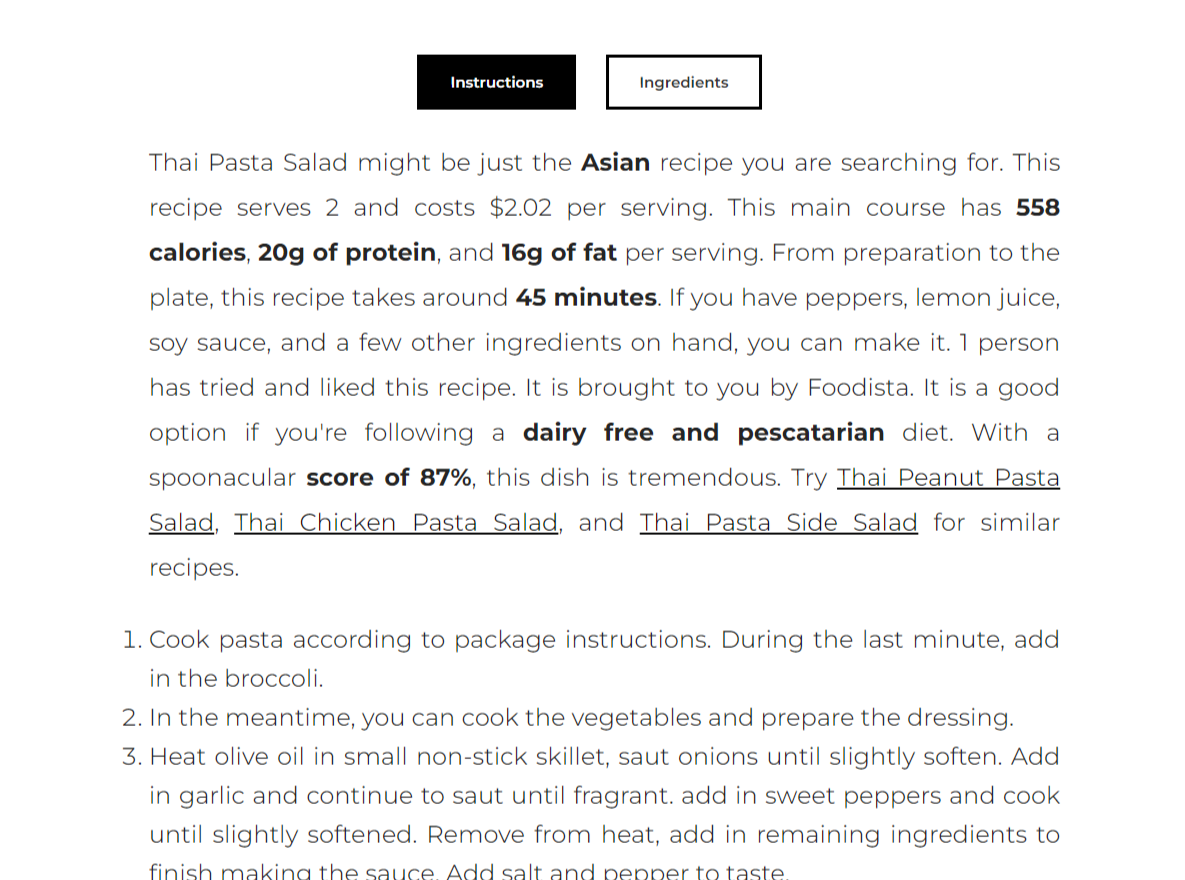 Instructions
Ingredients
Thai Pasta Salad might be just the Asian recipe you are searching for. This
recipe serves 2 and costs $2.02 per serving. This main course has 558
calories, 20g of protein, and 16g of fat per serving. From preparation to the
plate, this recipe takes around 45 minutes. If you have peppers, lemon juice,
soy sauce, and a few other ingredients on hand, you can make it. 1 person
has tried and liked this recipe. It is brought to you by Foodista. It is a good
option if you're following a dairy free and pescatarian diet. With a
spoonacular score of 87%, this dish is tremendous. Try Thai Peanut Pasta
Salad, Thai Chicken Pasta Salad, and Thai Pasta Side Salad for similar
recipes.
1. Cook pasta according to package instructions. During the last minute, add
in the broccoli.
2. In the meantime, you can cook the vegetables and prepare the dressing.
3. Heat olive oil in small non-stick skillet, saut onions until slightly soften. Add
in garlic and continue to saut until fragrant. add in sweet peppers and cook
until slightly softened. Remove from heat, add in remaining ingredients to
finish making the sauce. Add salt and pepper to taste.